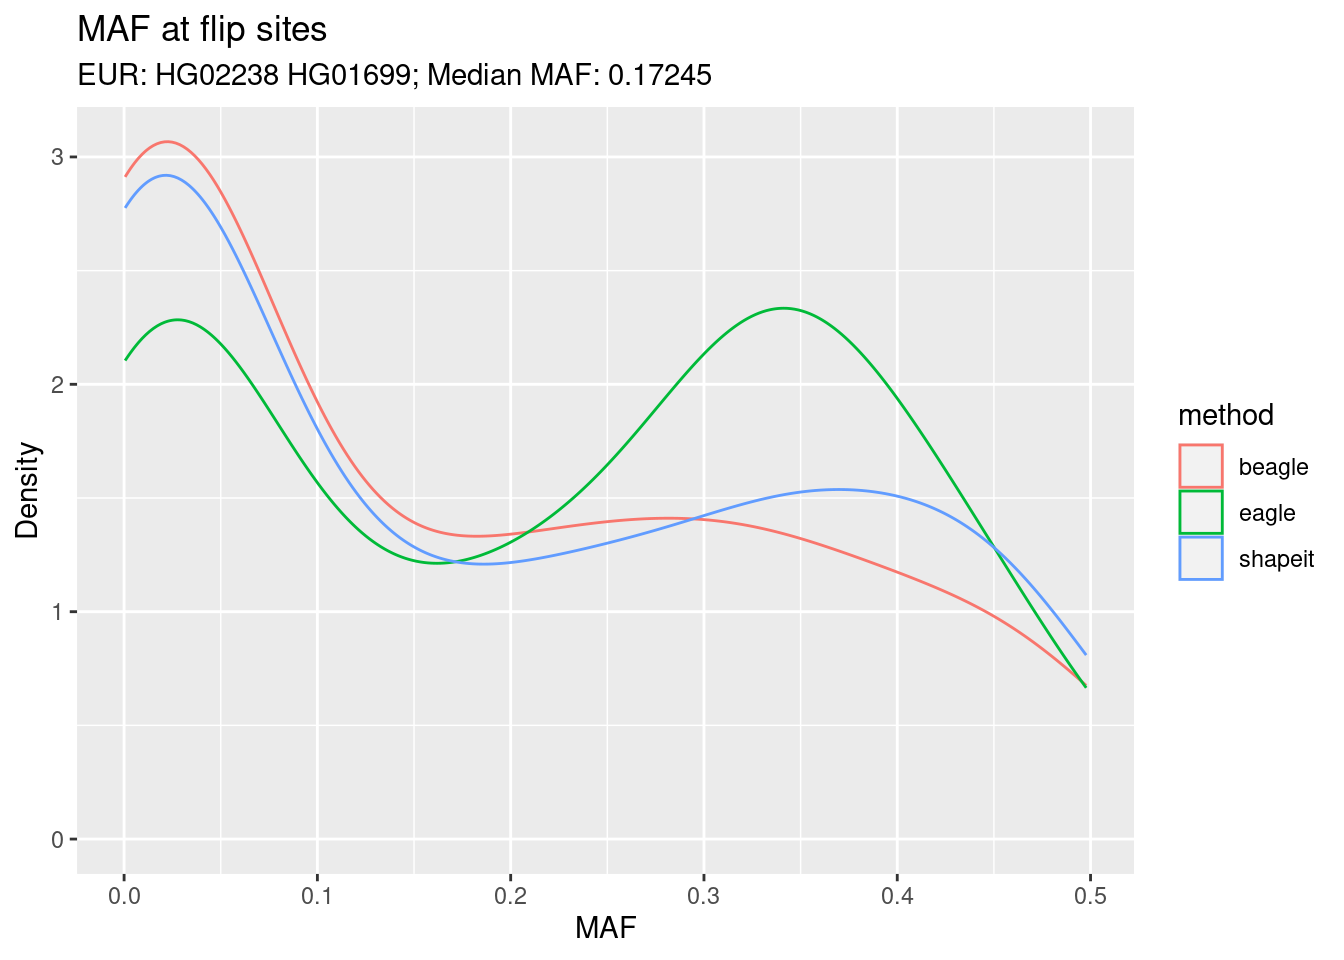 MAF at flip sites
EUR: HG02238 HG01699; Median MAF: 0.17245
3
2
1
0
Density
0.0 0.1 0.2 0.3 0.4 0.5
MAF
method
beagle
eagle
shapeit